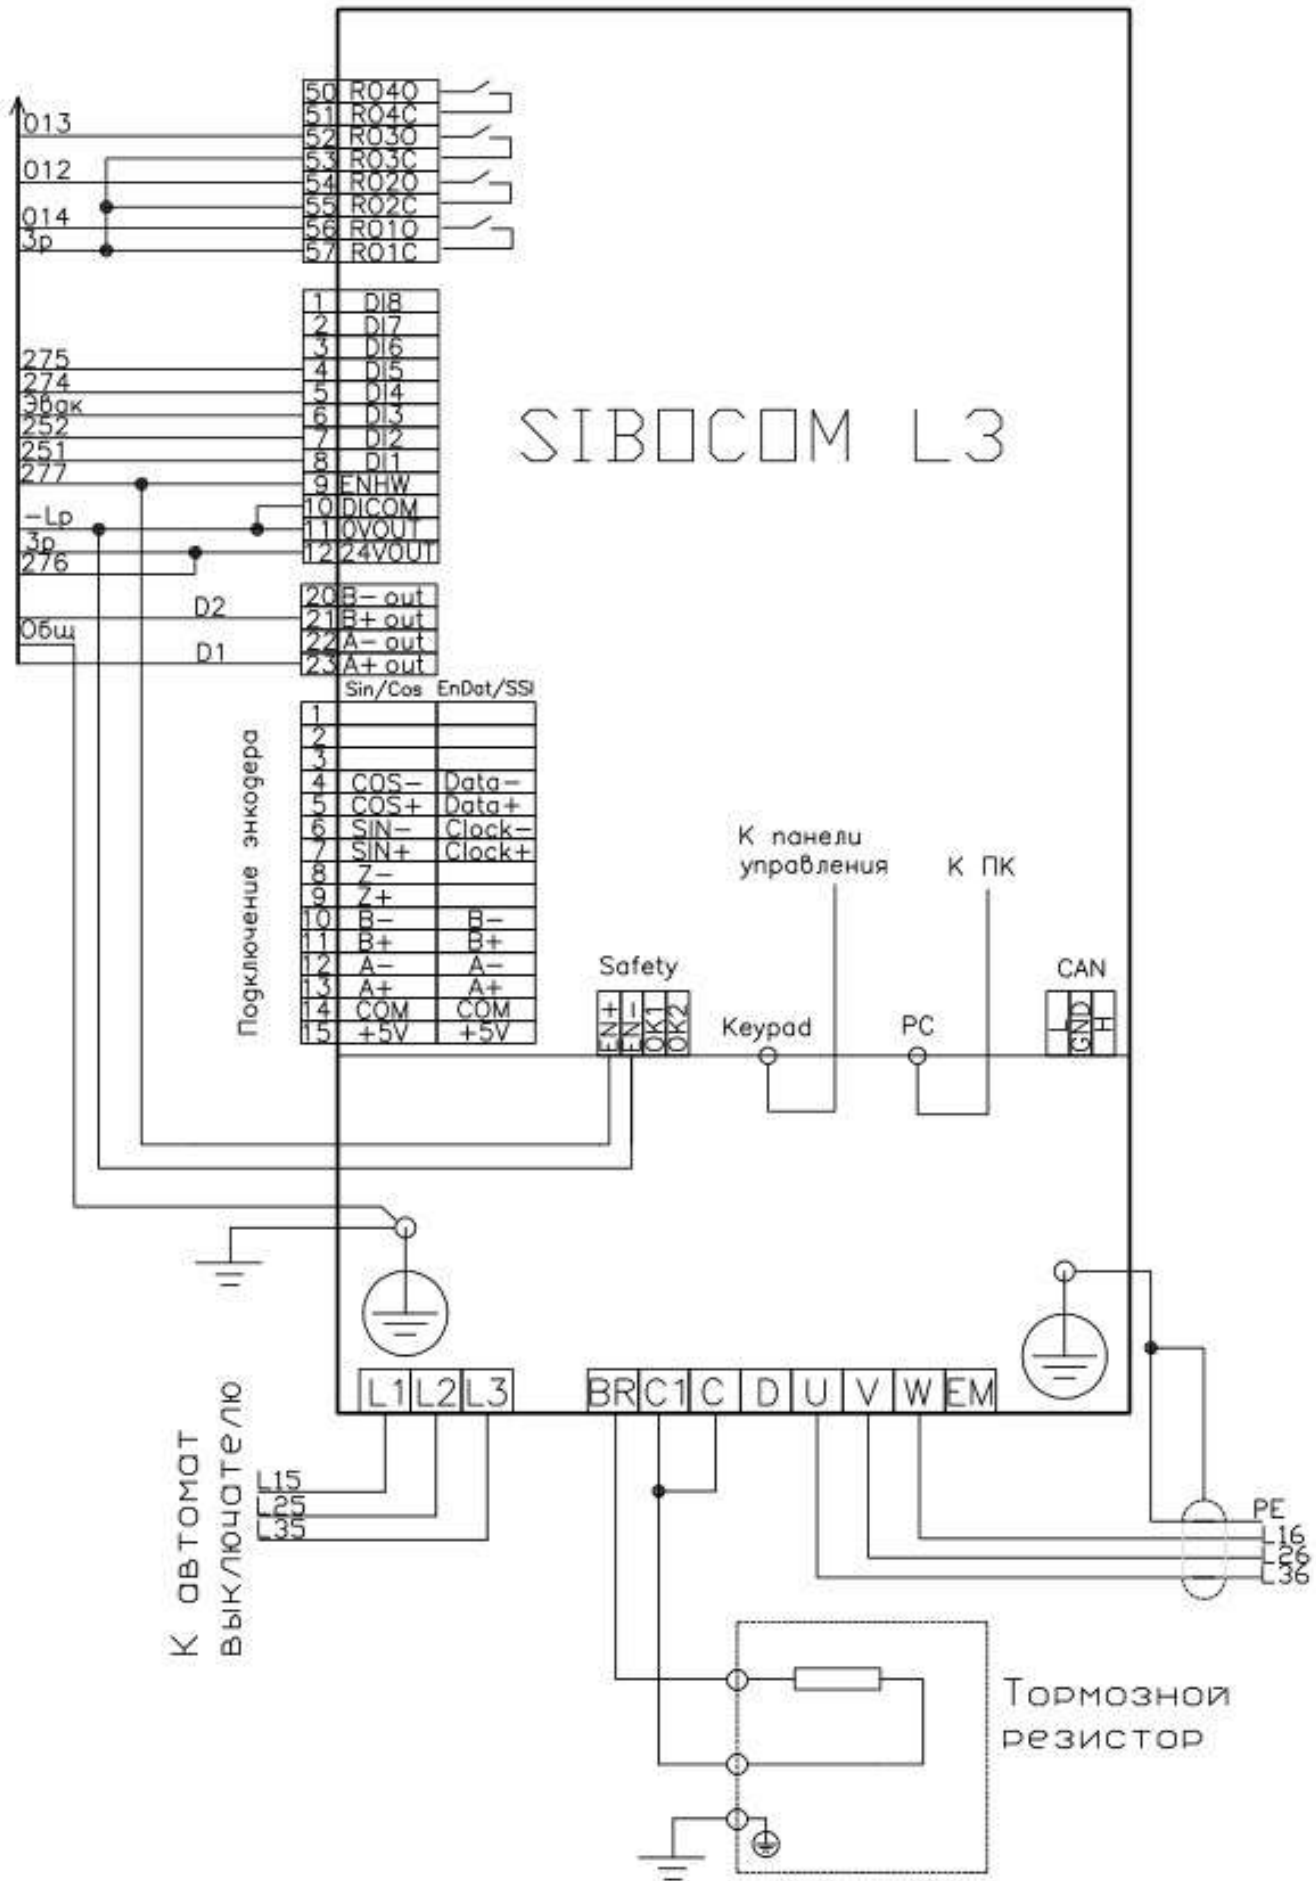 50 RO4O
51 RO4C
013
52 RO3O
53 RO3C
012
54 RO2O
55 RO2C
014
56 RO1O
3р
57 RO1C
1 DI8
2 DI7
3 DI6
275
4 DI5
274
5 DI4
Эвак
6 DI3
252
7 DI2
251
8 DI1
277
9 ENHW
10 DICOM
-Lp
11 0VOUT
3р
12 24VOUT
276
SIBOCOM L3
20 B- out
D2
21 B+ out
Общ
22 A- out
D1
23 A+ out
Sin/Cos EnDat/SSI
Подключение энкодера
1
2
3
4 COS- Data-
5 COS+ Data+
6 SIN- Clock-
7 SIN+ Clock+
8 Z-
9 Z+
10 B- B-
11 B+ B+
12 A- A-
13 A+ A+
14 COM COM
15 +5V +5V
К панели
управления
К ПК
Safety
EN+
EN-
OK1
OK2
Keypad
PC
CAN
L
GND
H
L1 L2 L3
BR C1 C D U V W EM
К автомат
выключателю
L15
L25
L35
PE
L16
L26
L36
Тормозной
резистор